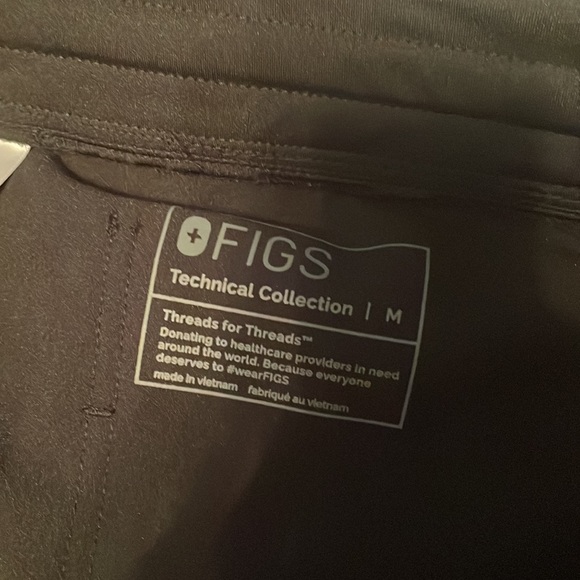 FIGS
Technical Collection | M
Threads for Threads™
Donating to healthcare providers in need
around the world. Because everyone
deserves to #wearFIGS
made in vietnam fabriqué au vietnam